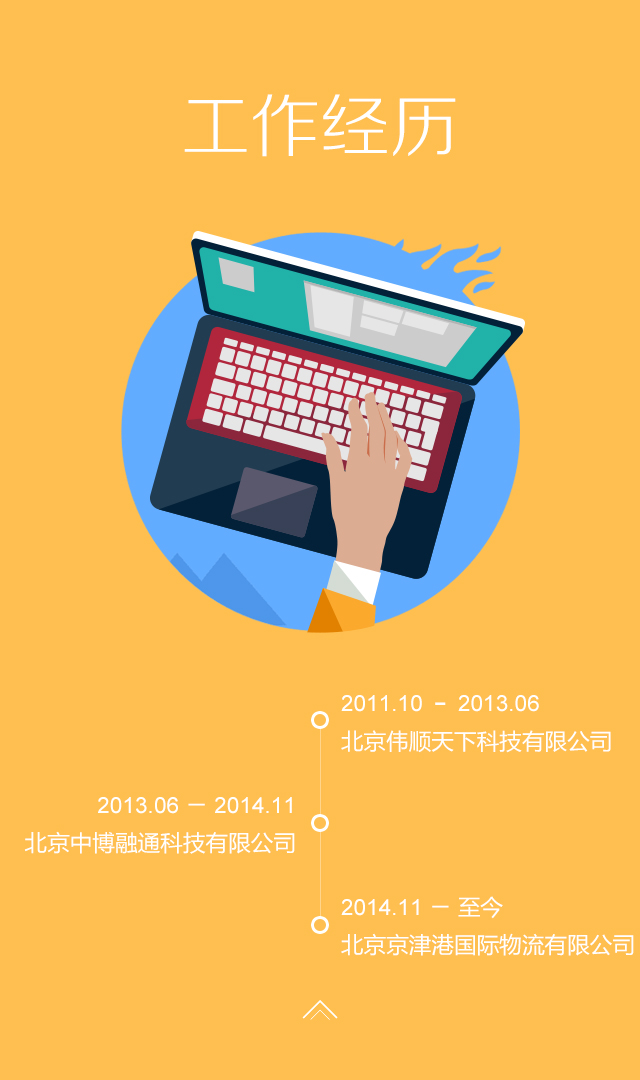 工作经历
2011.10 - 2013.06
北京伟顺天下科技有限公司
2013.06 — 2014.11
北京中博融通科技有限公司
2014.11 — 至今
北京京津港国际物流有限公司